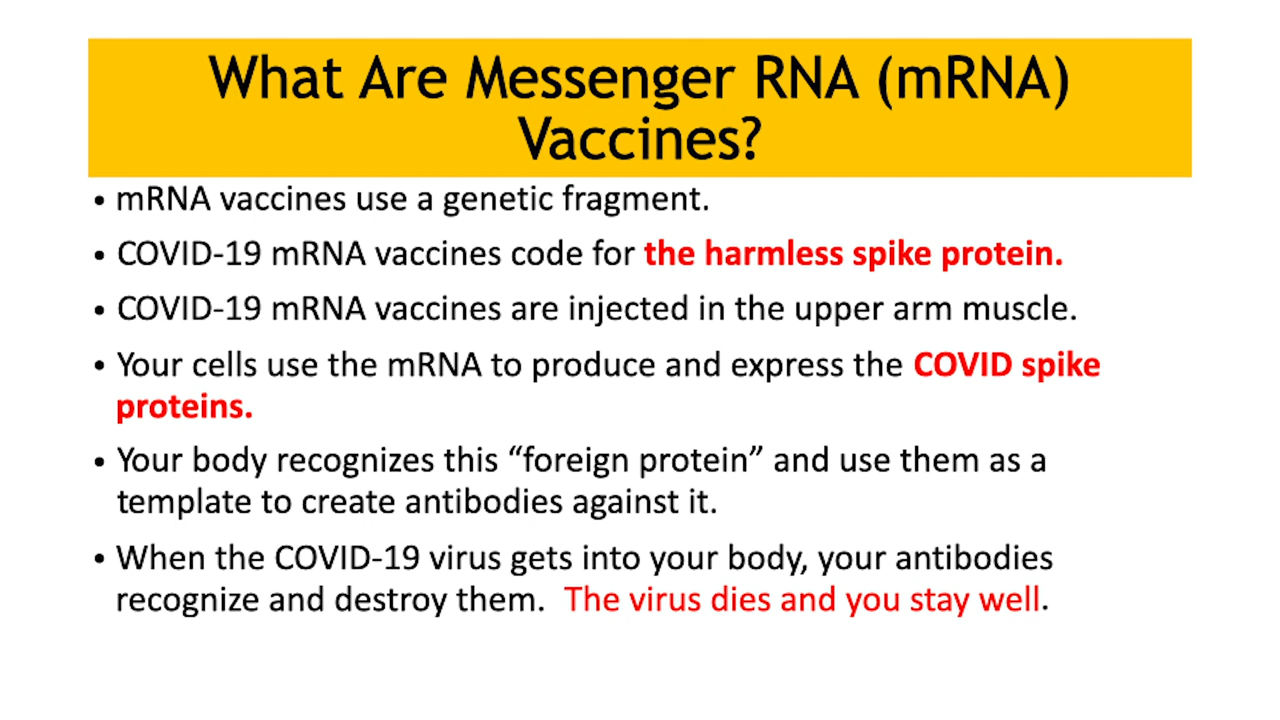 What Are Messenger RNA (mRNA)
Vaccines?
• mRNA vaccines use a genetic fragment.
• COVID-19 mRNA vaccines code for the harmless spike protein.
• COVID-19 mRNA vaccines are injected in the upper arm muscle.
• Your cells use the mRNA to produce and express the COVID spike
proteins.
• Your body recognizes this “foreign protein” and use them as a
template to create antibodies against it.
• When the COVID-19 virus gets into your body, your antibodies
recognize and destroy them.  The virus dies and you stay well.